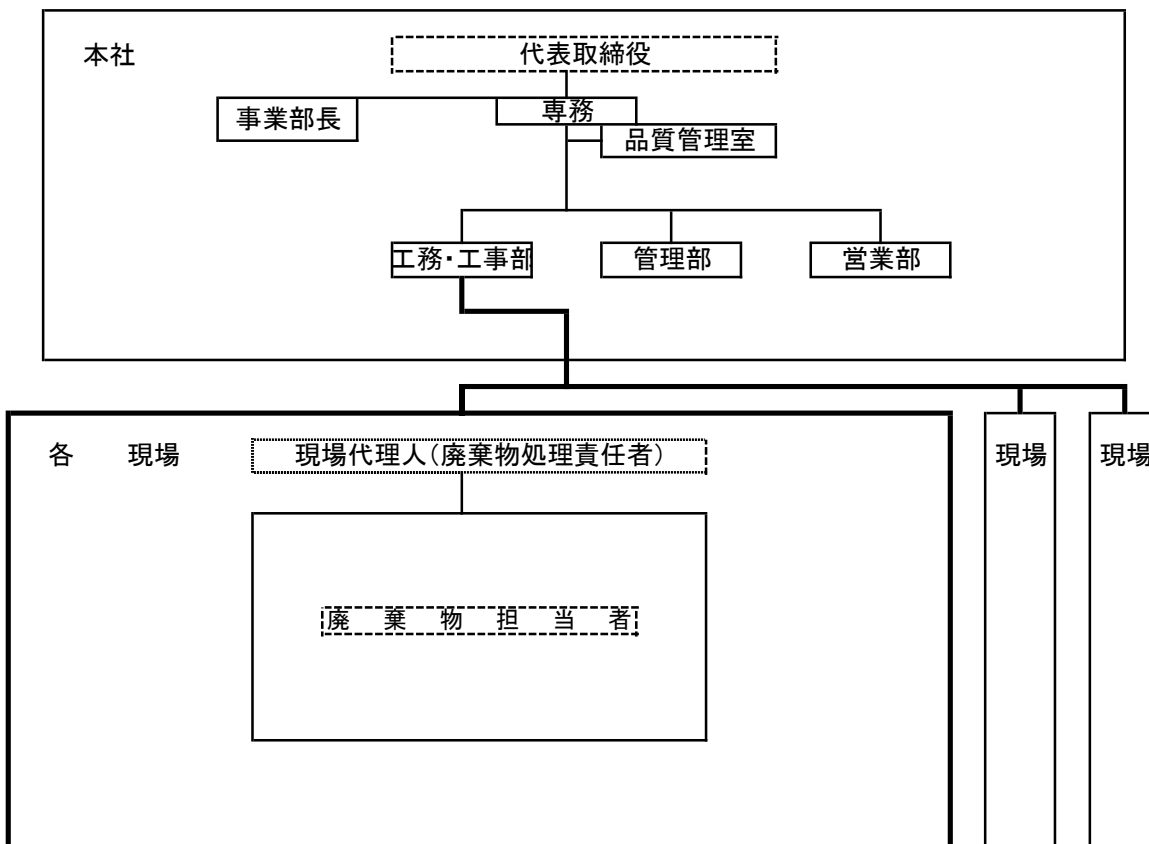 本社
代表取締役
事業部長
専務
品質管理室
工務・工事部
管理部
営業部
各 現場
現場代理人(廃棄物処理責任者)
現場
現場
廃 棄 物 担 当 者